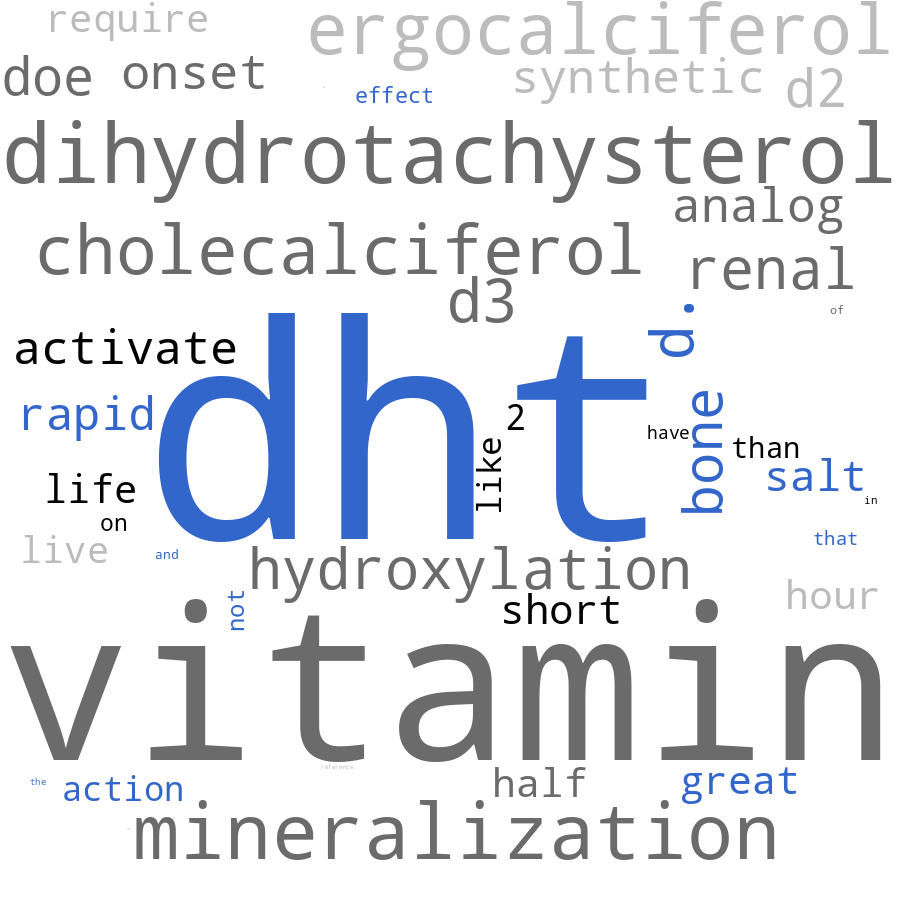 require
ergocalciferol
doe onset
synthetic d2
effect
dihydrotachysterol
analog
cholecalciferol
renal
d3
d.
of
activate
dht
rapid
2
bone
have
than
like
life
salt
in
on
live
and
that
hydroxylation
not
short
hour
vitamin
reference
the
action
half
great
mineralization